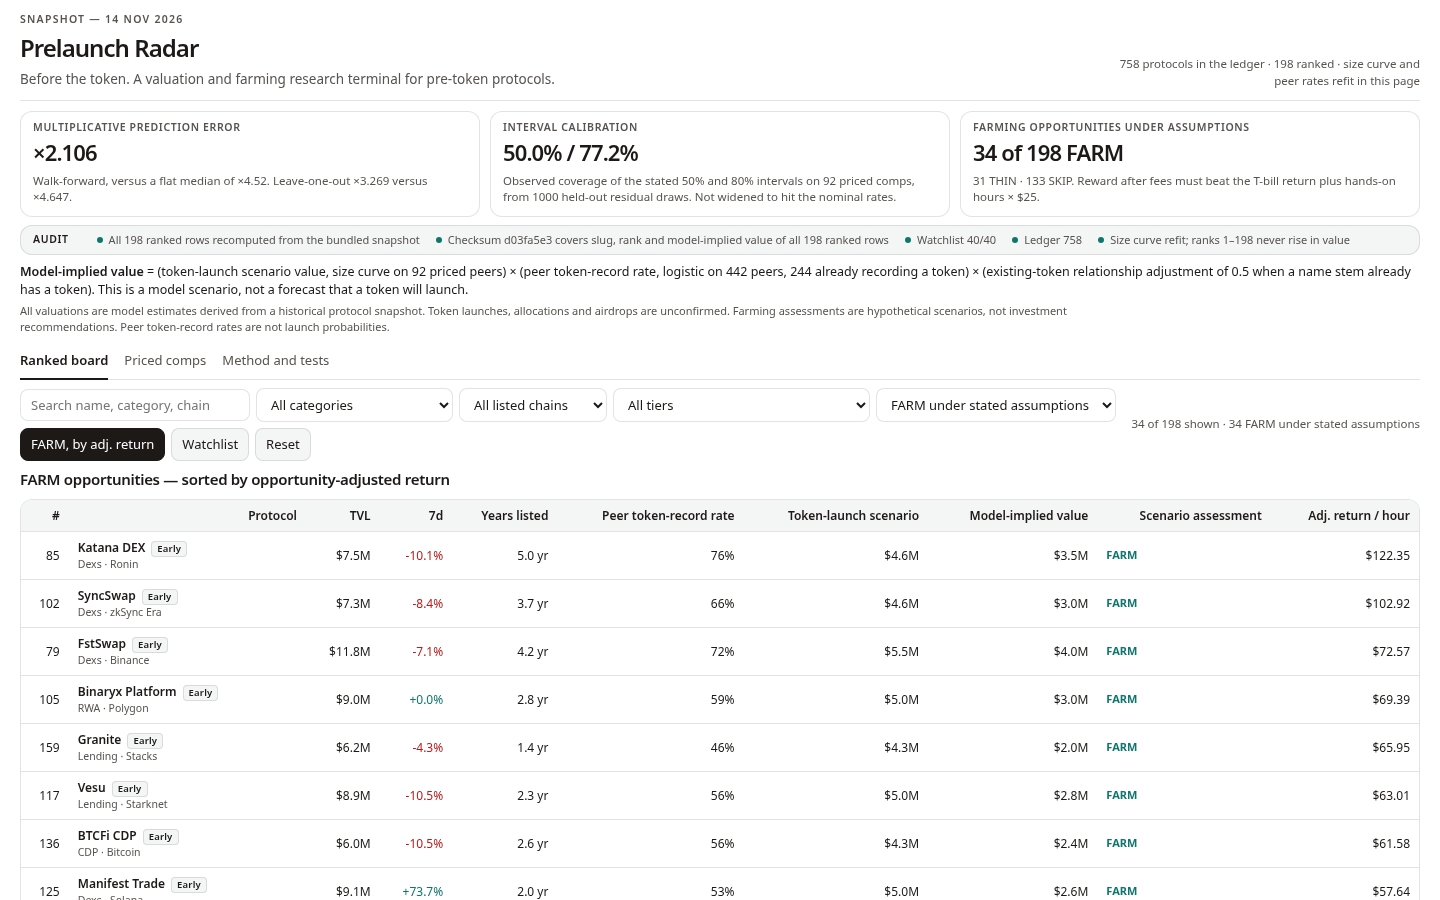 SNAPSHOT — 14 NOV 2026
Prelaunch Radar
Before the token. A valuation and farming research terminal for pre-token protocols.
758 protocols in the ledger · 198 ranked · size curve and
peer rates refit in this page
MULTIPLICATIVE PREDICTION ERROR
×2.106
Walk-forward, versus a flat median of ×4.52. Leave-one-out ×3.269 versus
×4.647.
INTERVAL CALIBRATION
50.0% / 77.2%
Observed coverage of the stated 50% and 80% intervals on 92 priced comps,
from 1000 held-out residual draws. Not widened to hit the nominal rates.
FARMING OPPORTUNITIES UNDER ASSUMPTIONS
34 of 198 FARM
31 THIN · 133 SKIP. Reward after fees must beat the T-bill return plus hands-on
hours × $25.
AUDIT All 198 ranked rows recomputed from the bundled snapshot Checksum d03fa5e3 covers slug, rank and model-implied value of all 198 ranked rows Watchlist 40/40 Ledger 758 Size curve refit; ranks 1–198 never rise in value
Model-implied value = (token-launch scenario value, size curve on 92 priced peers) × (peer token-record rate, logistic on 442 peers, 244 already recording a token) × (existing-token relationship adjustment of 0.5 when a name stem already
has a token). This is a model scenario, not a forecast that a token will launch.
All valuations are model estimates derived from a historical protocol snapshot. Token launches, allocations and airdrops are unconfirmed. Farming assessments are hypothetical scenarios, not investment
recommendations. Peer token-record rates are not launch probabilities.
Ranked board Priced comps Method and tests
Search name, category, chain All categories All listed chains All tiers FARM under stated assumptions
34 of 198 shown · 34 FARM under stated assumptions
FARM, by adj. return Watchlist Reset
FARM opportunities — sorted by opportunity-adjusted return
# Protocol TVL 7d Years listed Peer token-record rate Token-launch scenario Model-implied value Scenario assessment Adj. return / hour
85 Katana DEX Early $7.5M -10.1% 5.0 yr 76% $4.6M $3.5M FARM $122.35
Dexs · Ronin
102 SyncSwap Early $7.3M -8.4% 3.7 yr 66% $4.6M $3.0M FARM $102.92
Dexs · zkSync Era
79 FstSwap Early $11.8M -7.1% 4.2 yr 72% $5.5M $4.0M FARM $72.57
Dexs · Binance
105 Binaryx Platform Early $9.0M +0.0% 2.8 yr 59% $5.0M $3.0M FARM $69.39
RWA · Polygon
159 Granite Early $6.2M -4.3% 1.4 yr 46% $4.3M $2.0M FARM $65.95
Lending · Stacks
117 Vesu Early $8.9M -10.5% 2.3 yr 56% $5.0M $2.8M FARM $63.01
Lending · Starknet
136 BTCFi CDP Early $6.0M -10.5% 2.6 yr 56% $4.3M $2.4M FARM $61.58
CDP · Bitcoin
125 Manifest Trade Early $9.1M +73.7% 2.0 yr 53% $5.0M $2.6M FARM $57.64
Dexs · Solana